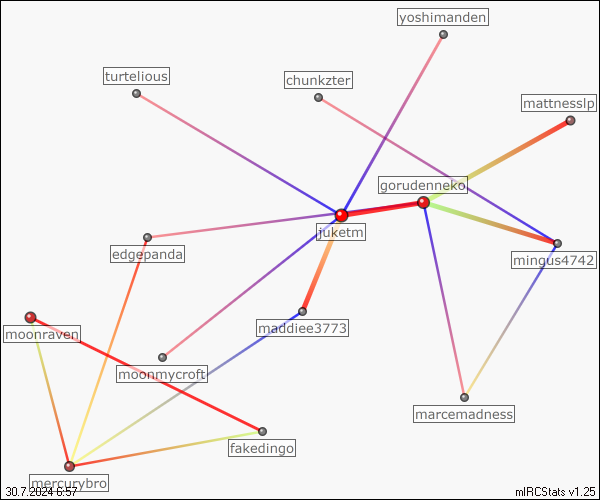 yoshimanden
turtelious
chunkzter
mattnesslp
gorudenneko
juketm
edgepanda
mingus4742
maddiee3773
moonraven
moonmycroft
marcemadness
fakedingo
mercurybro
30.7.2024 6:57
mIRCStats v1.25